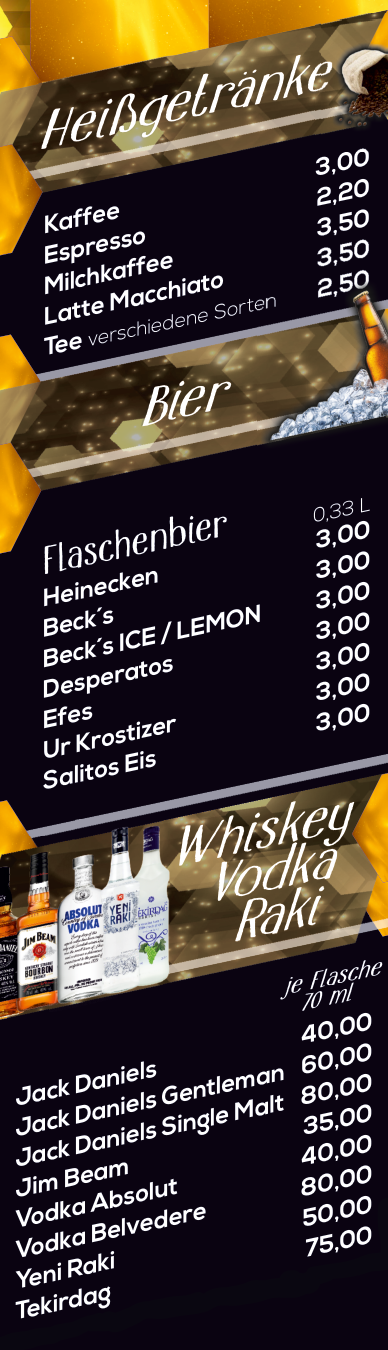 Heißgetränke
Kaffee 3,00
Espresso 2,20
Milchkaffee 3,50
Latte Macchiato 3,50
Tee verschiedene Sorten 2,50
Bier
Flaschenbier 0,33 L
Heinecken 3,00
Beck´s 3,00
Beck´s ICE / LEMON 3,00
Desperatos 3,00
Efes 3,00
Ur Krostizer 3,00
Salitos Eis 3,00
Whiskey
Vodka
Raki
JIM BEAM
BOURBON
ABSOLUT
VODKA
YENİ
RAKI
je Flasche
70 ml
Jack Daniels 40,00
Jack Daniels Gentleman 60,00
Jack Daniels Single Malt 80,00
Jim Beam 35,00
Vodka Absolut 40,00
Vodka Belvedere 80,00
Yeni Raki 50,00
Tekirdag 75,00